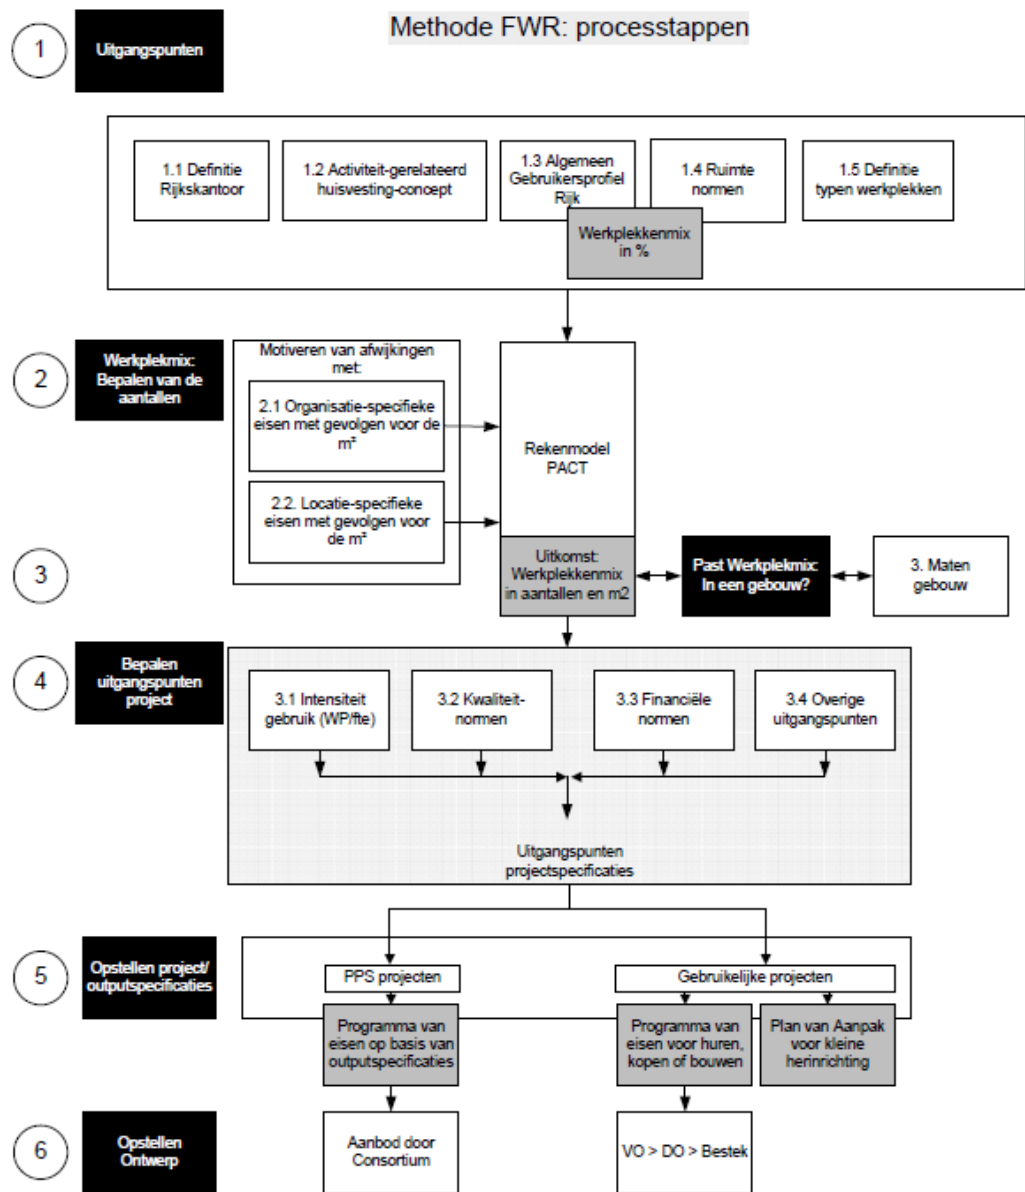 Methode FWR: processtappen
1
Uitgangspunten
1.1 Definitie
Rijkskantoor
1.2 Activiteit-gerelateerd
huisvesting-concept
1.3 Algemeen
Gebruikersprofiel
Rijk
1.4 Ruimte
normen
1.5 Definitie
typen werkplekken
Werkplekkenmix
in %
2
Werkplekmix:
Bepalen van de
aantallen
Motiveren van afwijkingen
met:
2.1 Organisatie-specifieke
eisen met gevolgen voor de
m²
2.2. Locatie-specifieke
eisen met gevolgen voor
de m²
Rekenmodel
PACT
3
Uitkomst:
Werkplekkenmix
in aantallen en m2
Past Werkplekmix:
In een gebouw?
3. Maten
gebouw
4
Bepalen
uitgangspunten
project
3.1 Intensiteit
gebruik (WP/fte)
3.2 Kwaliteit-
normen
3.3 Financiële
normen
3.4 Overige
uitgangspunten
Uitgangspunten
projectspecificaties
5
Opstellen project/
outputspecificaties
PPS projecten
Gebruikelijke projecten
Programma van
eisen op basis van
outputspecificaties
Programma van
eisen voor huren,
kopen of bouwen
Plan van Aanpak
voor kleine
herinrichting
6
Opstellen
Ontwerp
Aanbod door
Consortium
VO > DO > Bestek